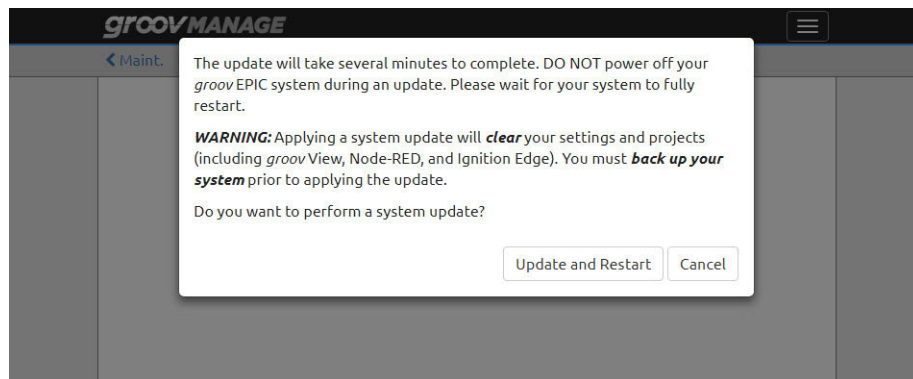 groovMANAGE
Maint.
The update will take several minutes to complete. DO NOT power off your
groov EPIC system during an update. Please wait for your system to fully
restart.
WARNING: Applying a system update will clear your settings and projects
(including groov View, Node-RED, and Ignition Edge). You must back up your
system prior to applying the update.
Do you want to perform a system update?
Update and Restart Cancel